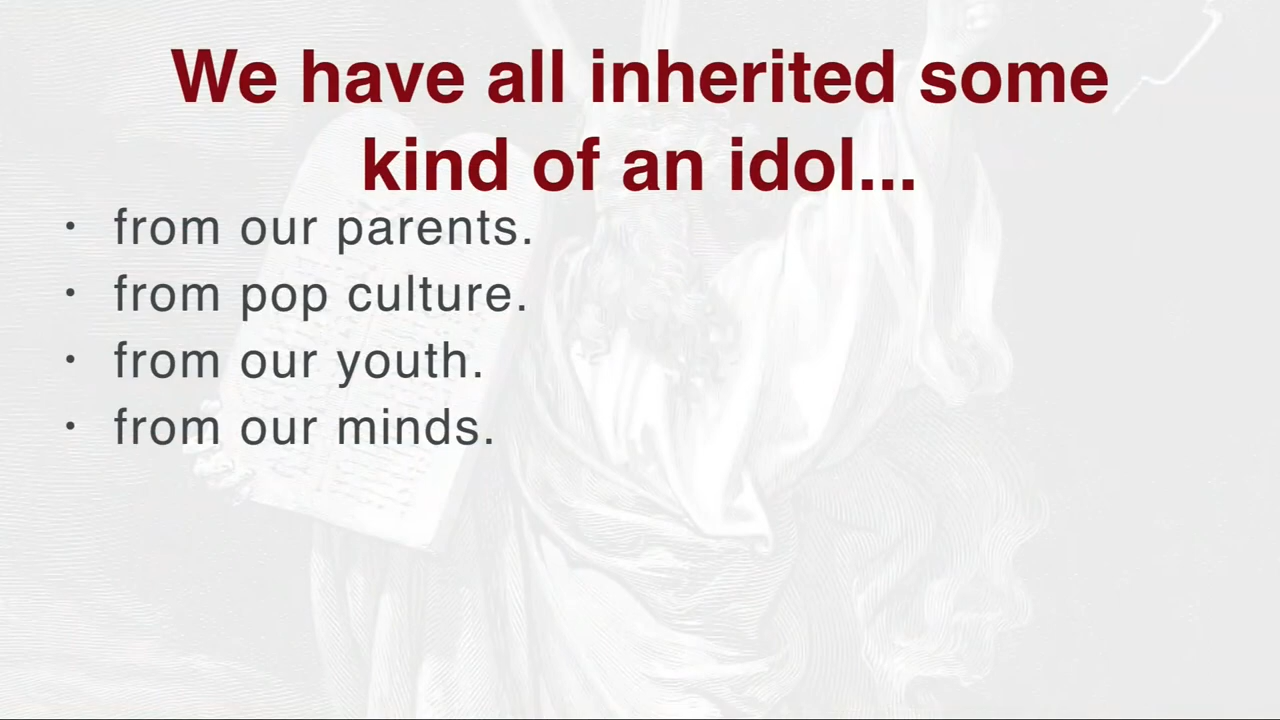 We have all inherited some
kind of an idol...
• from our parents.
• from pop culture.
• from our youth.
• from our minds.